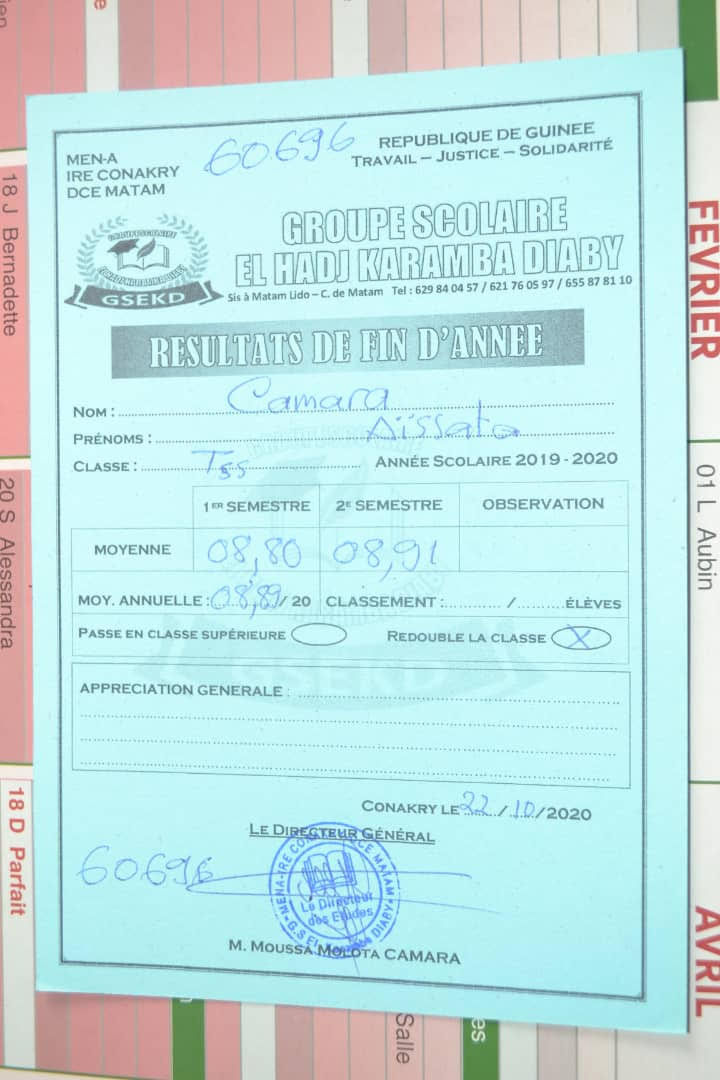 MEN-A
IRE CONAKRY
DCE MATAM
60696
REPUBLIQUE DE GUINEE
TRAVAIL – JUSTICE – SOLIDARITÉ
GROUPE SCOLAIRE
EL HADJ KARAMBA DIABY
GSEKD
Sis à Matam Lido – C. de Matam Tel : 629 84 04 57 / 621 76 05 97 / 655 87 81 10
RESULTATS DE FIN D'ANNEE
NOM : Camara
PRÉNOMS : Aïssata
CLASSE : Tss ANNÉE SCOLAIRE 2019 - 2020
1ER SEMESTRE 2E SEMESTRE OBSERVATION
MOYENNE 08,80 08,91
MOY. ANNUELLE : 08,89/ 20 CLASSEMENT :........... / ......... ÉLÈVES
PASSE EN CLASSE SUPÉRIEURE REDOUBLE LA CLASSE X
GSEKD
APPRECIATION GENERALE :
CONAKRY LE 22 / 10 /2020
LE DIRECTEUR GÉNÉRAL
60696
Le Directeur
des Etudes
M. MOUSSA MOLOTA CAMARA
18 J Bernadette
20 S Alessandra
18 D Parfait
FEVRIER
01 L Aubin
AVRIL
Salle